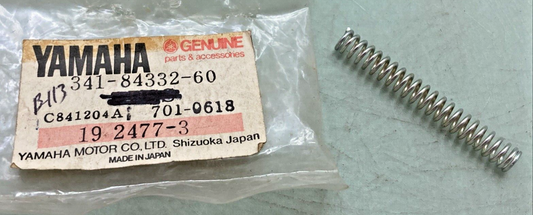 YAMAHA GENUINE
parts & accessories
341-84332-60
B113
C841204A 701-0618
19 2477-3
YAMAHA MOTOR CO., LTD. Shizuoka Japan
MADE IN JAPAN